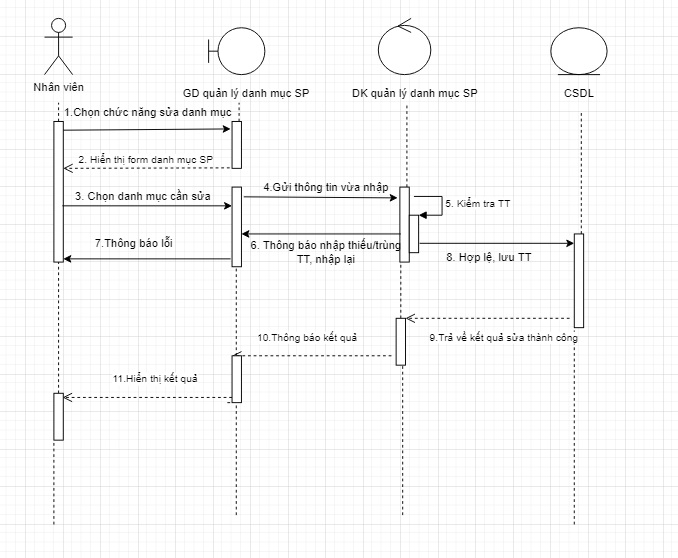 Nhân viên
GD quản lý danh mục SP
DK quản lý danh mục SP
CSDL
1.Chọn chức năng sửa danh mục
2. Hiển thị form danh mục SP
3. Chọn danh mục cần sửa
4.Gửi thông tin vừa nhập
5. Kiểm tra TT
6. Thông báo nhập thiếu/trùng
TT, nhập lại
7.Thông báo lỗi
8. Hợp lệ, lưu TT
9.Trả về kết quả sửa thành công
10.Thông báo kết quả
11.Hiển thị kết quả